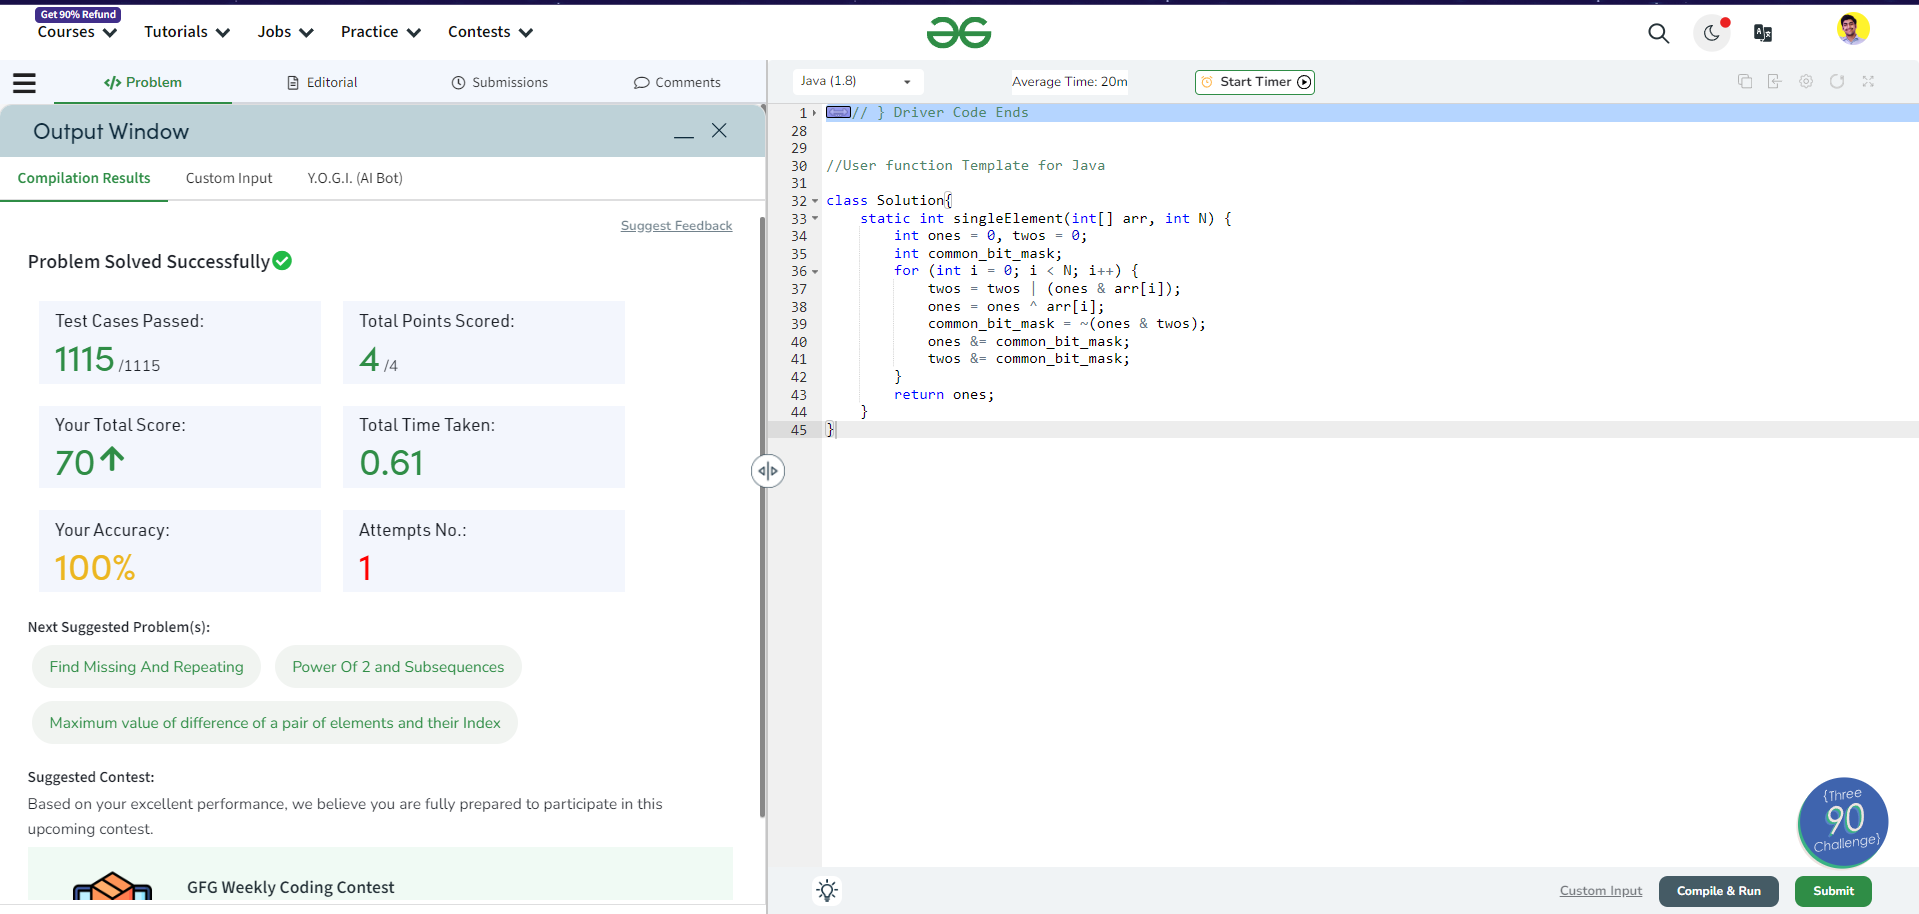 Get 90% Refund
Courses
Tutorials
Jobs
Practice
Contests
</> Problem
Editorial
Submissions
Comments
Output Window
Compilation Results
Custom Input
Y.O.G.I. (AI Bot)
Suggest Feedback
Problem Solved Successfully
Test Cases Passed:
1115 /1115
Total Points Scored:
4 /4
Your Total Score:
70
Total Time Taken:
0.61
Your Accuracy:
100%
Attempts No.:
1
Next Suggested Problem(s):
Find Missing And Repeating
Power Of 2 and Subsequences
Maximum value of difference of a pair of elements and their Index
Suggested Contest:
Based on your excellent performance, we believe you are fully prepared to participate in this
upcoming contest.
GFG Weekly Coding Contest
Java (1.8)
Average Time: 20m
Start Timer
1 // } Driver Code Ends
28
29
30 //User function Template for Java
31
32 class Solution{
33     static int singleElement(int[] arr, int N) {
34         int ones = 0, twos = 0;
35         int common_bit_mask;
36         for (int i = 0; i < N; i++) {
37             twos = twos | (ones & arr[i]);
38             ones = ones ^ arr[i];
39             common_bit_mask = ~(ones & twos);
40             ones &= common_bit_mask;
41             twos &= common_bit_mask;
42         }
43         return ones;
44     }
45 }
{Three
90
Challenge}
Custom Input
Compile & Run
Submit